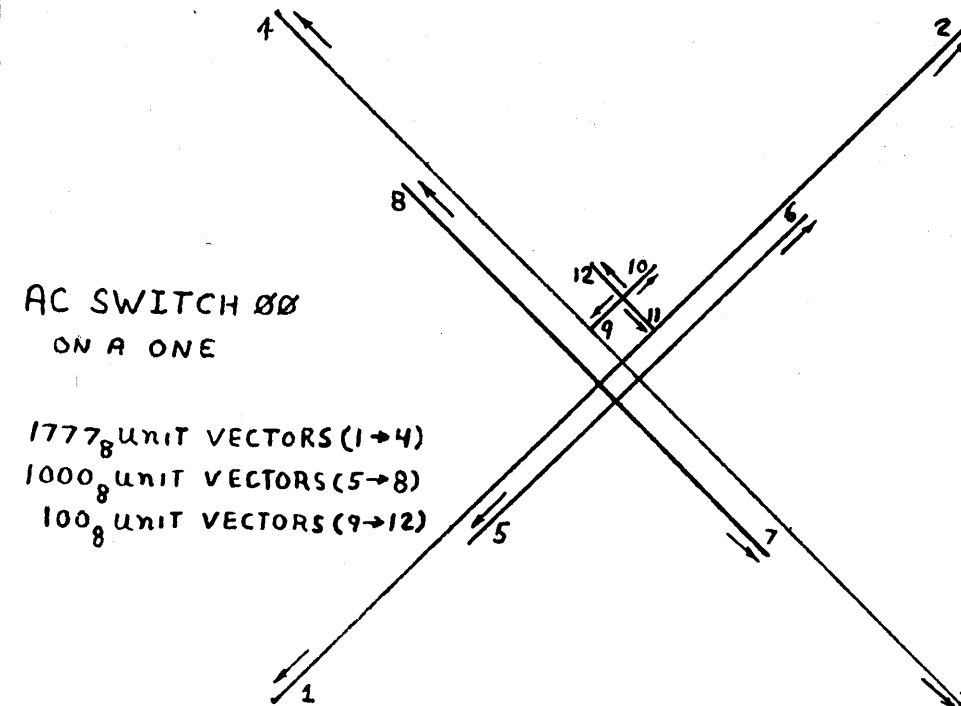 4
2
8
6
12 10
11
9
AC SWITCH ØØ
ON A ONE
1777₈ UNIT VECTORS (1→4)
1000₈ UNIT VECTORS (5→8)
100₈ UNIT VECTORS (9→12)
5
7
1